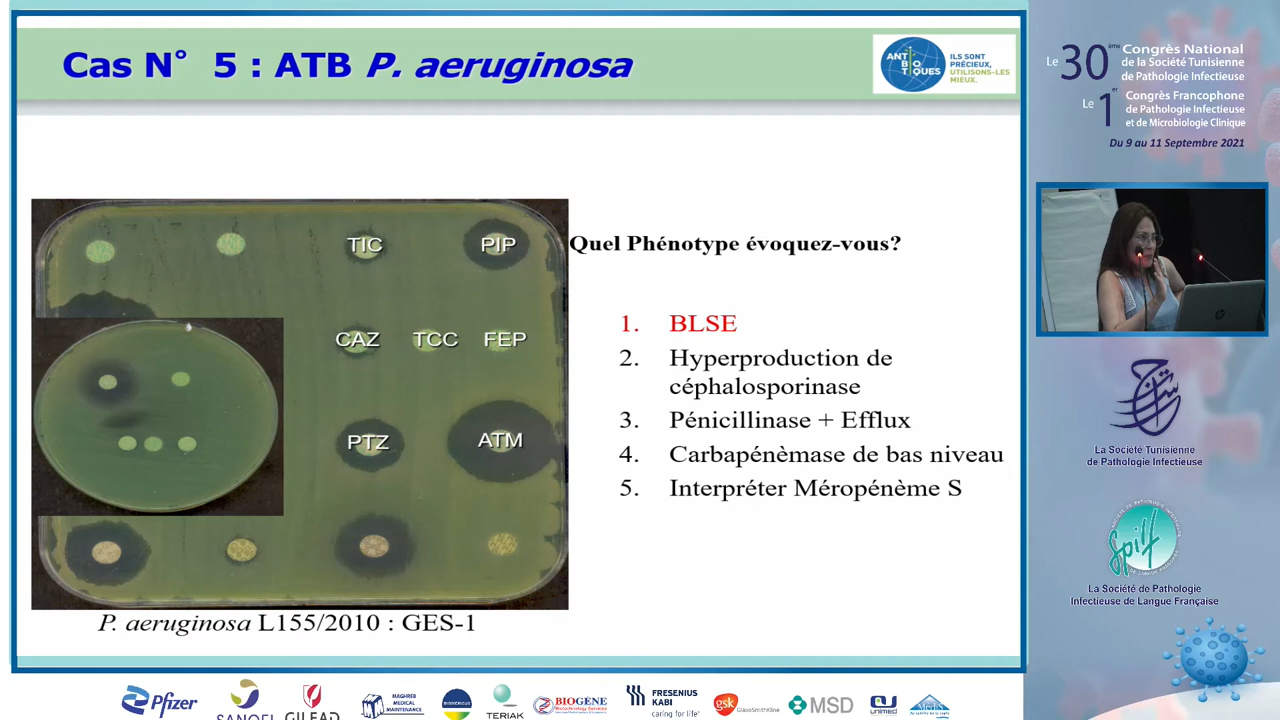 Cas N° 5 : ATB P. aeruginosa
ANTIBIOTIQUES
ILS SONT
PRÉCIEUX,
UTILISONS-LES
MIEUX.
Le 30ème Congrès National
de la Société Tunisienne
de Pathologie Infectieuse
Le 1er Congrès Francophone
de Pathologie Infectieuse
et de Microbiologie Clinique
Du 9 au 11 Septembre 2021
TIC
PIP
CAZ
TCC
FEP
PTZ
ATM
Quel Phénotype évoquez-vous?
1. BLSE
2. Hyperproduction de
céphalosporinase
3. Pénicillinase + Efflux
4. Carbapénèmase de bas niveau
5. Interpréter Méropénème S
P. aeruginosa L155/2010 : GES-1
La Société Tunisienne
de Pathologie Infectieuse
Spilf
La Société de Pathologie
Infectieuse de Langue Française
Pfizer
SANOFI
GILEAD
MAGHREB
MEDICAL
MAINTENANCE
TERIAK
BIOGÈNE
FRESENIUS
KABI
caring for life
gsk
GlaxoSmithKline
MSD
unimed